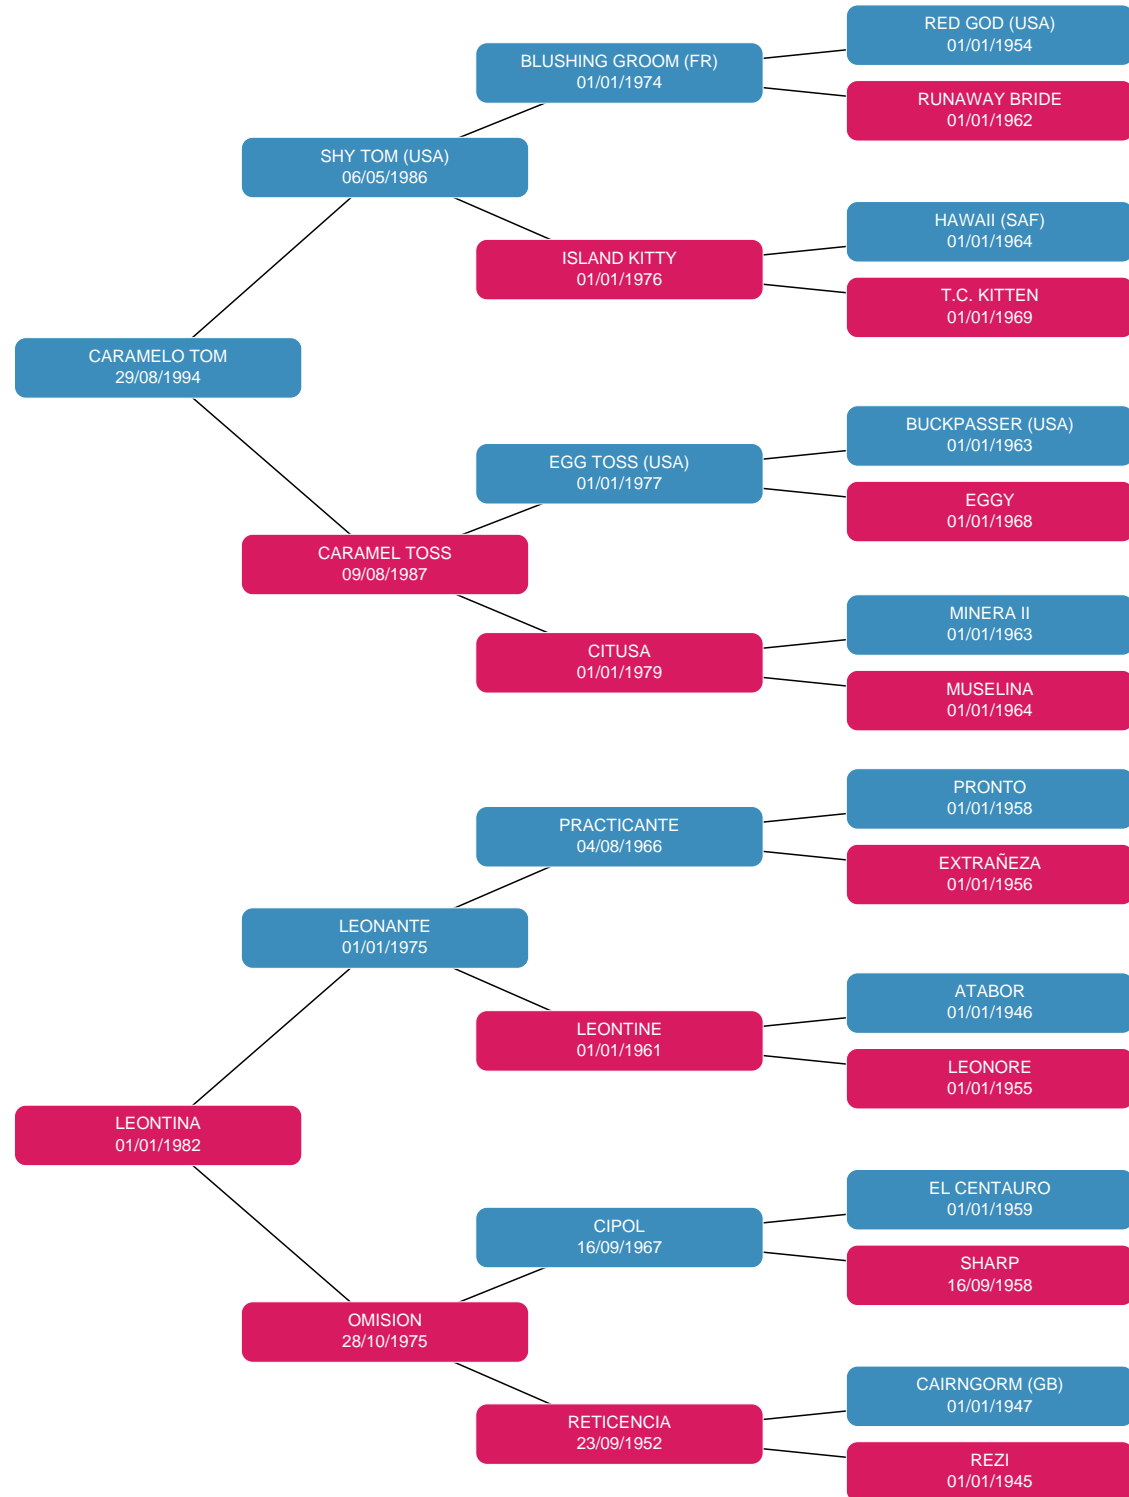 RED GOD (USA)
01/01/1954
BLUSHING GROOM (FR)
01/01/1974
RUNAWAY BRIDE
01/01/1962
SHY TOM (USA)
06/05/1986
HAWAII (SAF)
01/01/1964
ISLAND KITTY
01/01/1976
T.C. KITTEN
01/01/1969
CARAMELO TOM
29/08/1994
BUCKPASSER (USA)
01/01/1963
EGG TOSS (USA)
01/01/1977
EGGY
01/01/1968
CARAMEL TOSS
09/08/1987
MINERA II
01/01/1963
CITUSA
01/01/1979
MUSELINA
01/01/1964
PRONTO
01/01/1958
PRACTICANTE
04/08/1966
EXTRAÑEZA
01/01/1956
LEONANTE
01/01/1975
ATABOR
01/01/1946
LEONTINE
01/01/1961
LEONORE
01/01/1955
LEONTINA
01/01/1982
EL CENTAURO
01/01/1959
CIPOL
16/09/1967
SHARP
16/09/1958
OMISION
28/10/1975
CAIRNGORM (GB)
01/01/1947
RETICENCIA
23/09/1952
REZI
01/01/1945